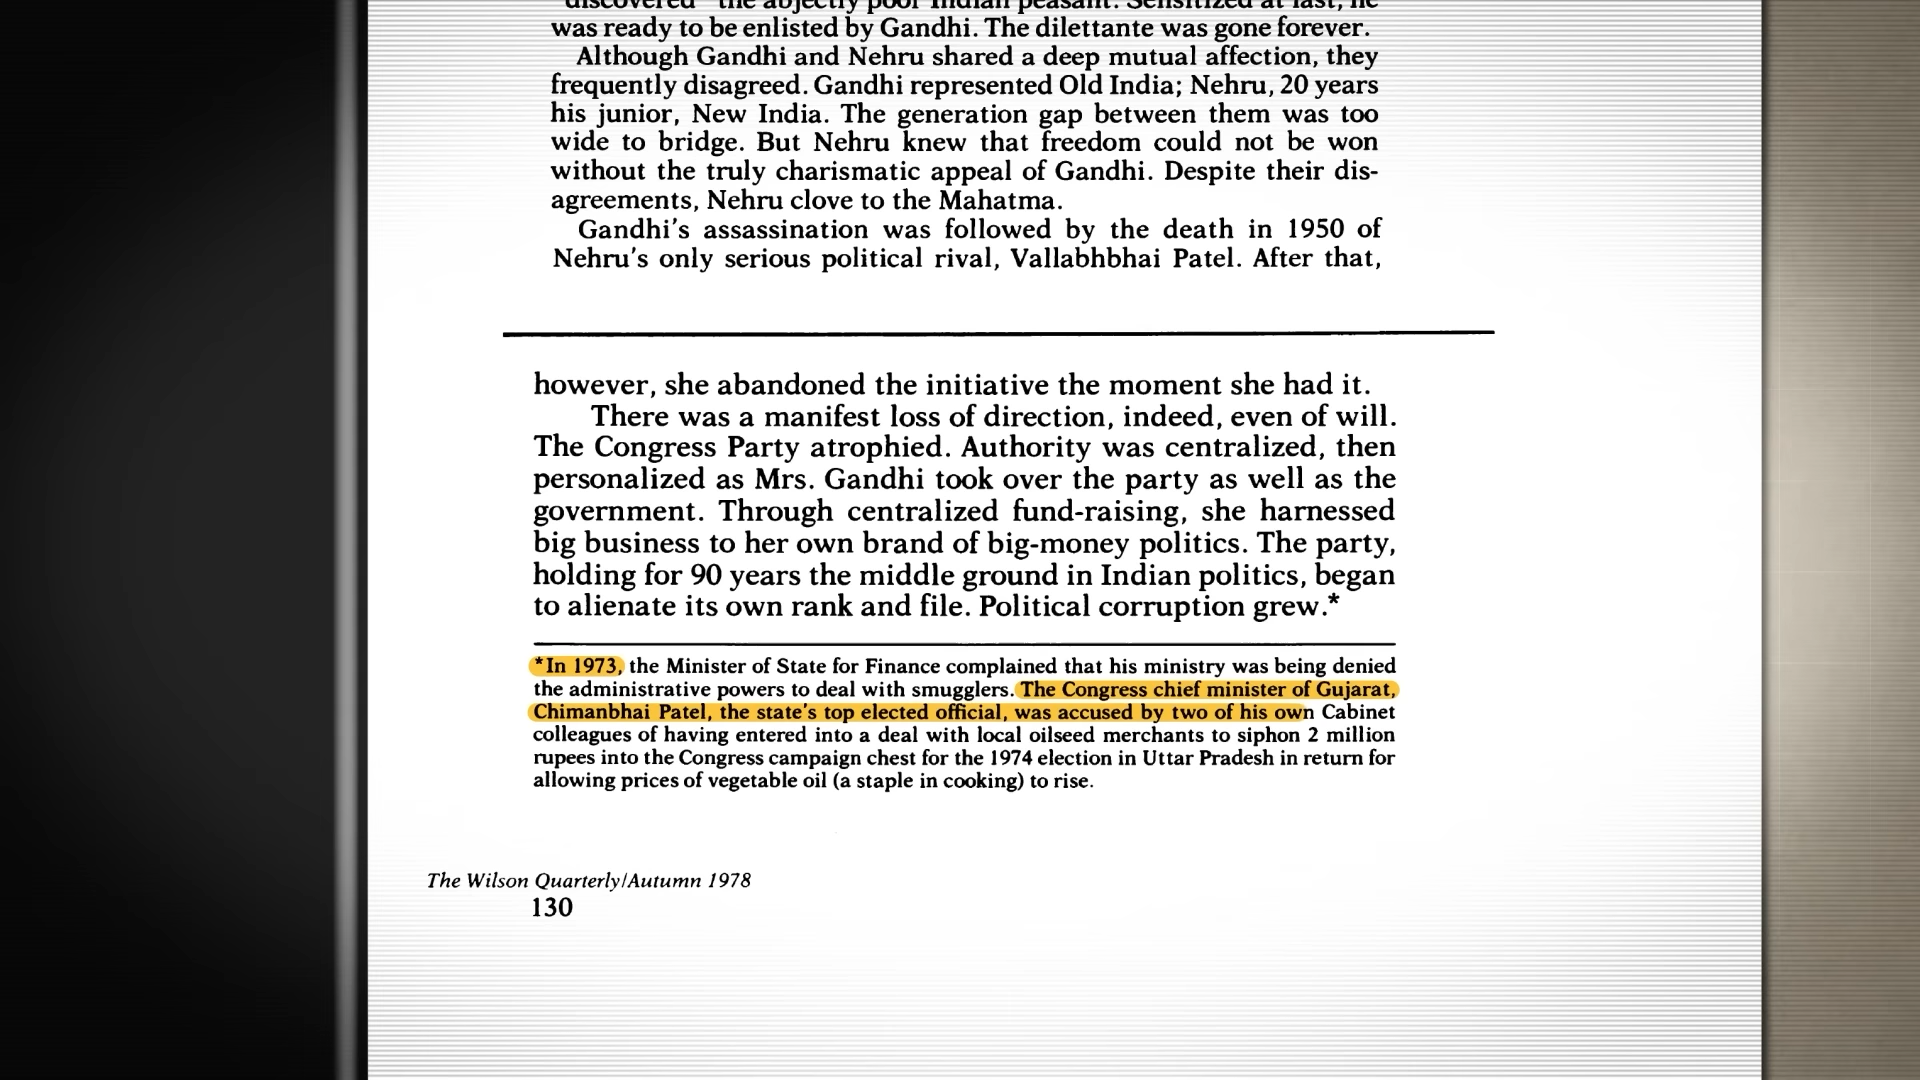 "discovered" the abjectly poor Indian peasant. Sensitized at last, he
was ready to be enlisted by Gandhi. The dilettante was gone forever.
Although Gandhi and Nehru shared a deep mutual affection, they
frequently disagreed. Gandhi represented Old India; Nehru, 20 years
his junior, New India. The generation gap between them was too
wide to bridge. But Nehru knew that freedom could not be won
without the truly charismatic appeal of Gandhi. Despite their dis-
agreements, Nehru clove to the Mahatma.
Gandhi's assassination was followed by the death in 1950 of
Nehru's only serious political rival, Vallabhbhai Patel. After that,
however, she abandoned the initiative the moment she had it.
There was a manifest loss of direction, indeed, even of will.
The Congress Party atrophied. Authority was centralized, then
personalized as Mrs. Gandhi took over the party as well as the
government. Through centralized fund-raising, she harnessed
big business to her own brand of big-money politics. The party,
holding for 90 years the middle ground in Indian politics, began
to alienate its own rank and file. Political corruption grew.*
*In 1973, the Minister of State for Finance complained that his ministry was being denied
the administrative powers to deal with smugglers. The Congress chief minister of Gujarat,
Chimanbhai Patel, the state's top elected official, was accused by two of his own Cabinet
colleagues of having entered into a deal with local oilseed merchants to siphon 2 million
rupees into the Congress campaign chest for the 1974 election in Uttar Pradesh in return for
allowing prices of vegetable oil (a staple in cooking) to rise.
The Wilson Quarterly/Autumn 1978
130